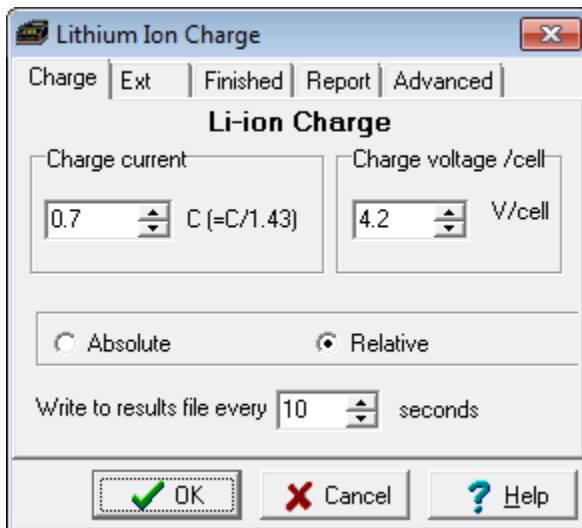 Lithium Ion Charge
Charge Ext Finished Report Advanced
Li-ion Charge
Charge current Charge voltage /cell
0.7 C (=C/1.43) 4.2 V/cell
Absolute Relative
Write to results file every 10 seconds
OK Cancel Help